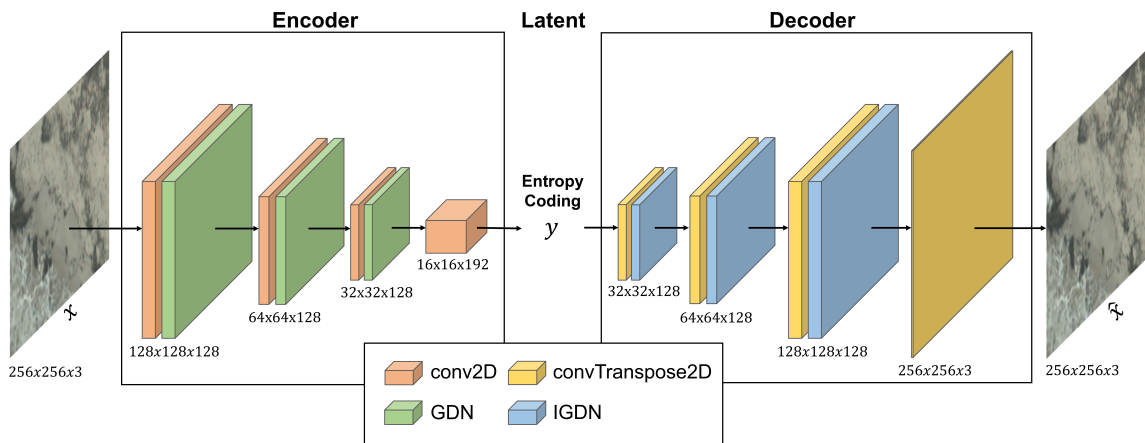 Encoder
Latent
Decoder
x
256x256x3
128x128x128
64x64x128
32x32x128
16x16x192
Entropy
Coding
y
32x32x128
64x64x128
128x128x128
256x256x3
x̂
256x256x3
conv2D
convTranspose2D
GDN
IGDN